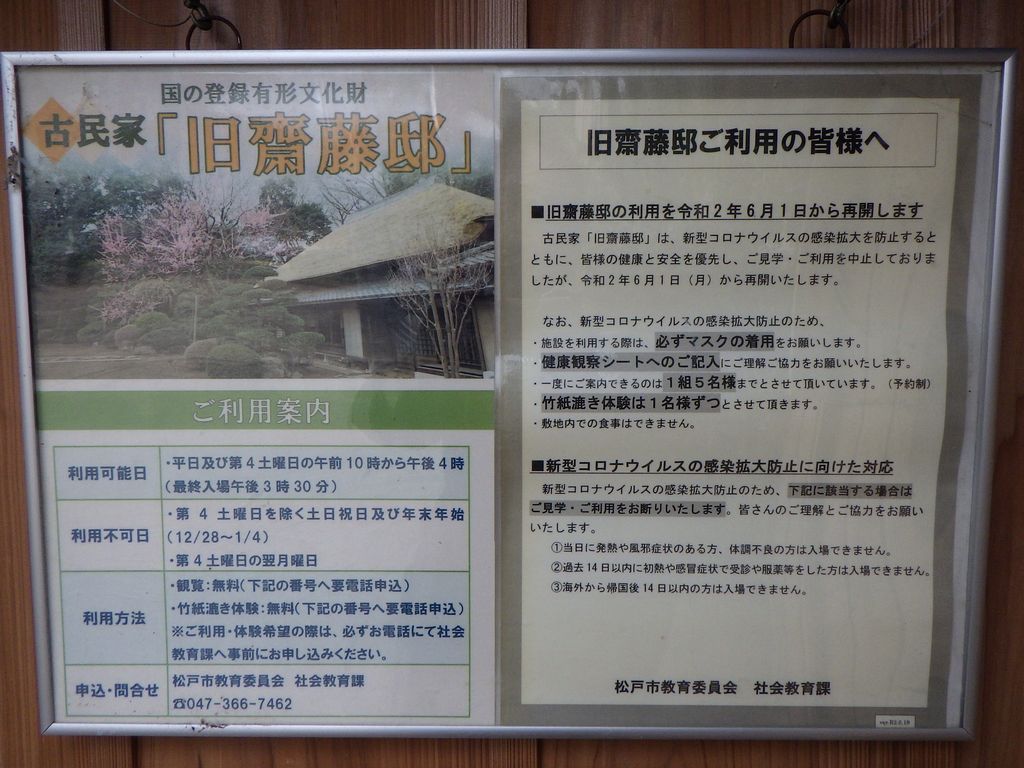 国の登録有形文化財
古民家「旧齋藤邸」
ご利用案内
利用可能日
・平日及び第4土曜日の午前10時から午後4時
(最終入場午後3時30分)
利用不可日
・第 4 土曜日を除く土日祝日及び年末年始
(12/28~1/4)
・第4土曜日の翌月曜日
利用方法
・観覧:無料(下記の番号へ要電話申込)
・竹紙漉き体験:無料(下記の番号へ要電話申込)
※ご利用・体験希望の際は、必ずお電話にて社会
教育課へ事前にお申し込みください。
申込・問合せ
松戸市教育委員会 社会教育課
☎047-366-7462
旧齋藤邸ご利用の皆様へ
■旧齋藤邸の利用を令和2年6月1日から再開します
古民家「旧齋藤邸」は、新型コロナウイルスの感染拡大を防止すると
ともに、皆様の健康と安全を優先し、ご見学・ご利用を中止しておりま
したが、令和2年6月1日(月)から再開いたします。
なお、新型コロナウイルスの感染拡大防止のため、
・施設を利用する際は、必ずマスクの着用をお願いします。
・健康観察シートへのご記入にご理解ご協力をお願いいたします。
・一度にご案内できるのは1組5名様までとさせて頂いています。(予約制)
・竹紙漉き体験は1名様ずつとさせて頂きます。
・敷地内での食事はできません。
■新型コロナウイルスの感染拡大防止に向けた対応
新型コロナウイルスの感染拡大防止のため、下記に該当する場合は
ご見学・ご利用をお断りいたします。皆さんのご理解とご協力をお願い
いたします。
①当日に発熱や風邪症状のある方、体調不良の方は入場できません。
②過去14日以内に初熱や感冒症状で受診や服薬等をした方は入場できません。
③海外から帰国後14日以内の方は入場できません。
松戸市教育委員会 社会教育課